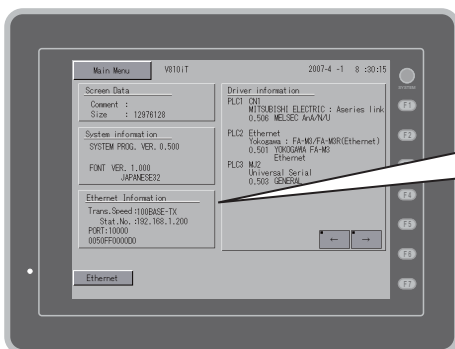 Main Menu
V810iT
2007-4 -1 8 :30:15
Screen Data
Comment :
Size : 12976128
System information
SYSTEM PROG. VER. 0.500
FONT VER. 1.000
JAPANESE32
Ethernet Information
Trans.Speed:100BASE-TX
Stat.No.:192.168.1.200
PORT:10000
0050FF0000D0
Driver information
PLC1 CN1
MITSUBISHI ELECTRIC : Aseries link
0.506 MELSEC AnA/N/U
PLC2 Ethernet
Yokogawa : FA-M3/FA-M3R(Ethernet)
0.501 YOKOGAWA FA-M3
Ethernet
PLC3 MJ2
Universal Serial
0.503 GENERAL
← →
Ethernet
SYSTEM
F1
F2
F4
F5
F6
F7